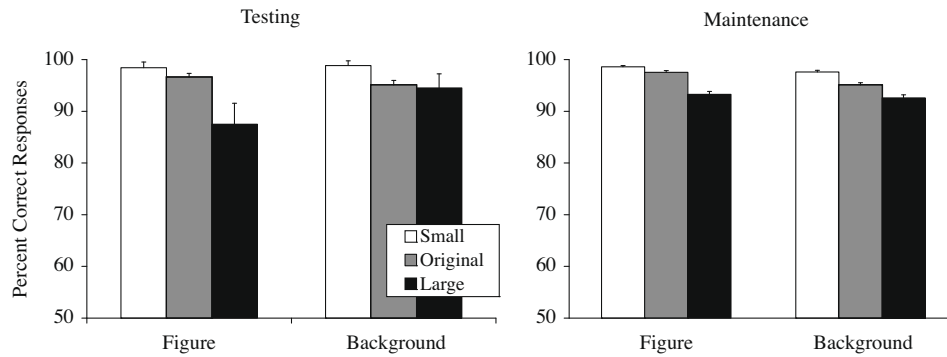 Testing
Maintenance
Percent Correct Responses
100
90
80
70
60
50
Small
Original
Large
Figure
Background
100
90
80
70
60
50
Figure
Background